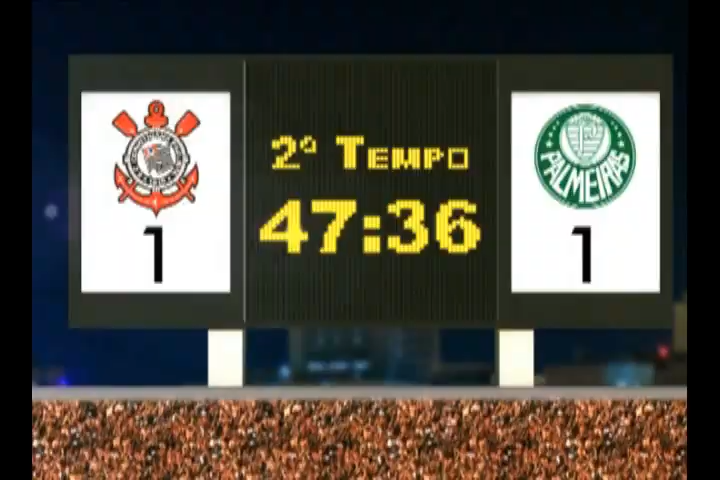 2º TEMPO
47:36
1
PALMEIRAS
1